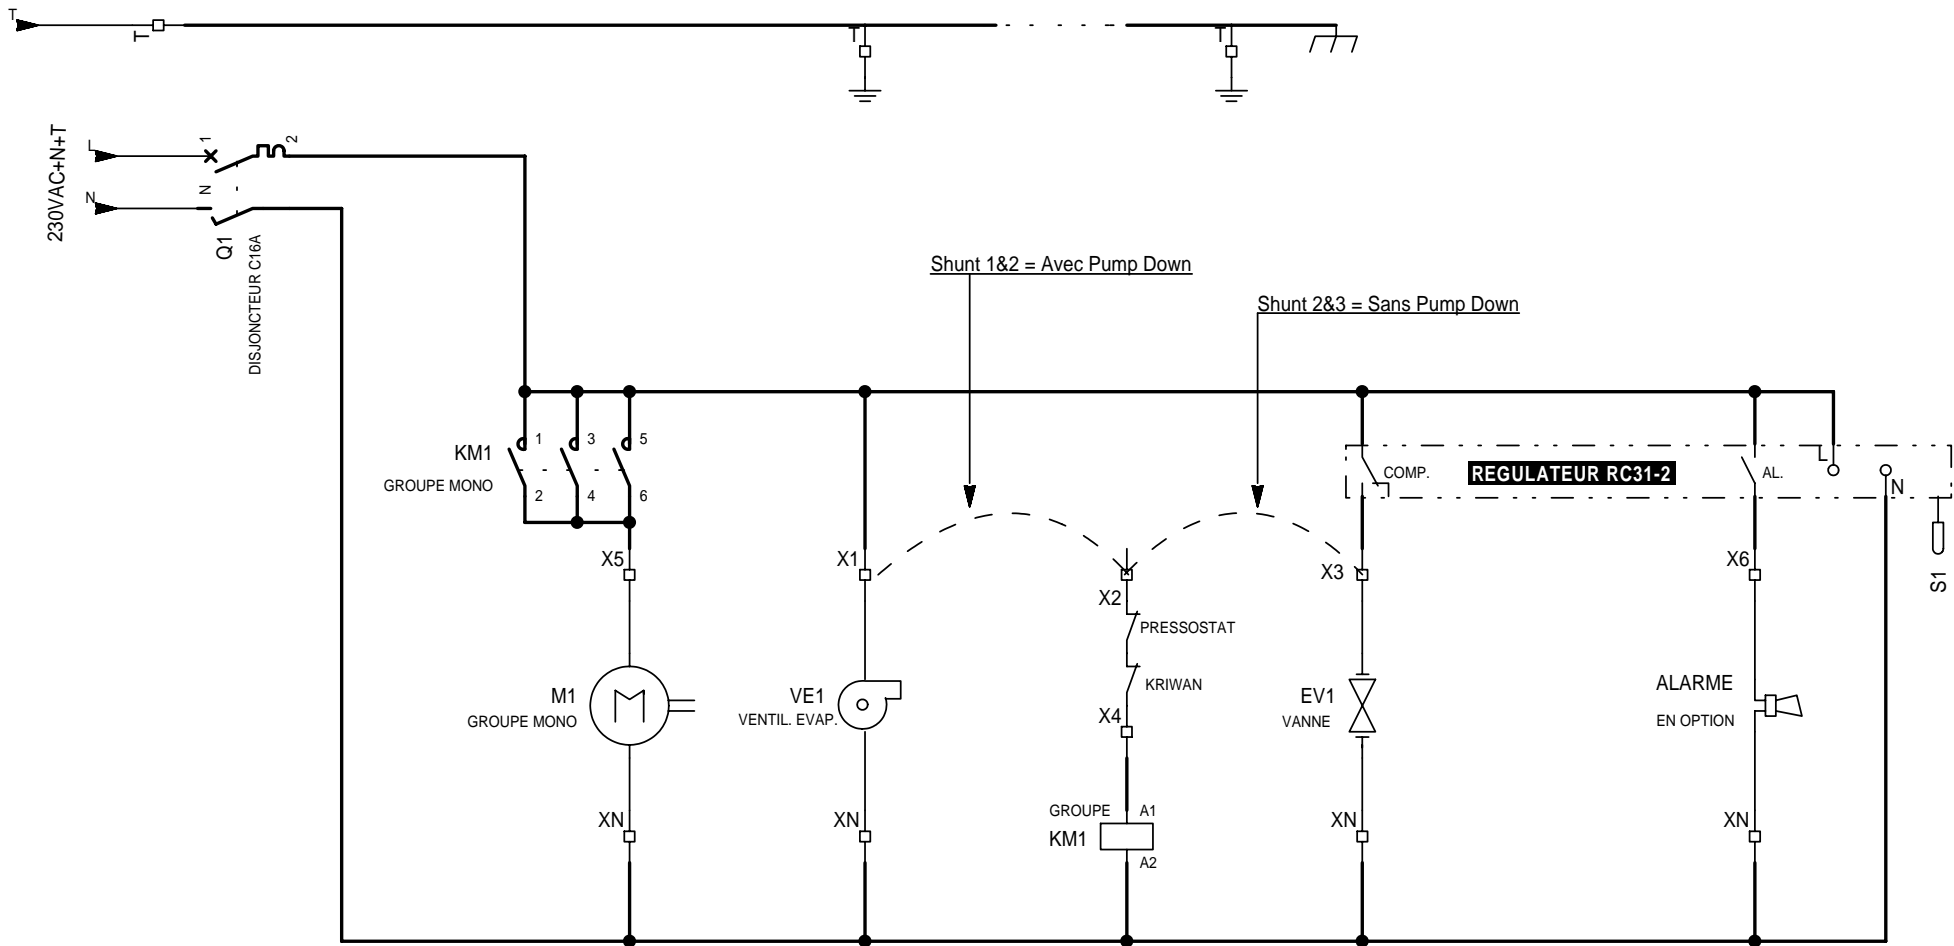 T
T
T
T
230VAC+N+T
L
1
2
N
N
Q1
DISJONCTEUR C16A
Shunt 1&2 = Avec Pump Down
Shunt 2&3 = Sans Pump Down
KM1
GROUPE MONO
1
3
5
2
4
6
COMP.
REGULATEUR RC31-2
AL.
L
N
X5
X1
X2
X3
X6
S1
PRESSOSTAT
KRIWAN
M1
GROUPE MONO
VE1
VENTIL. EVAP.
X4
EV1
VANNE
ALARME
EN OPTION
XN
XN
GROUPE
A1
KM1
A2
XN
XN